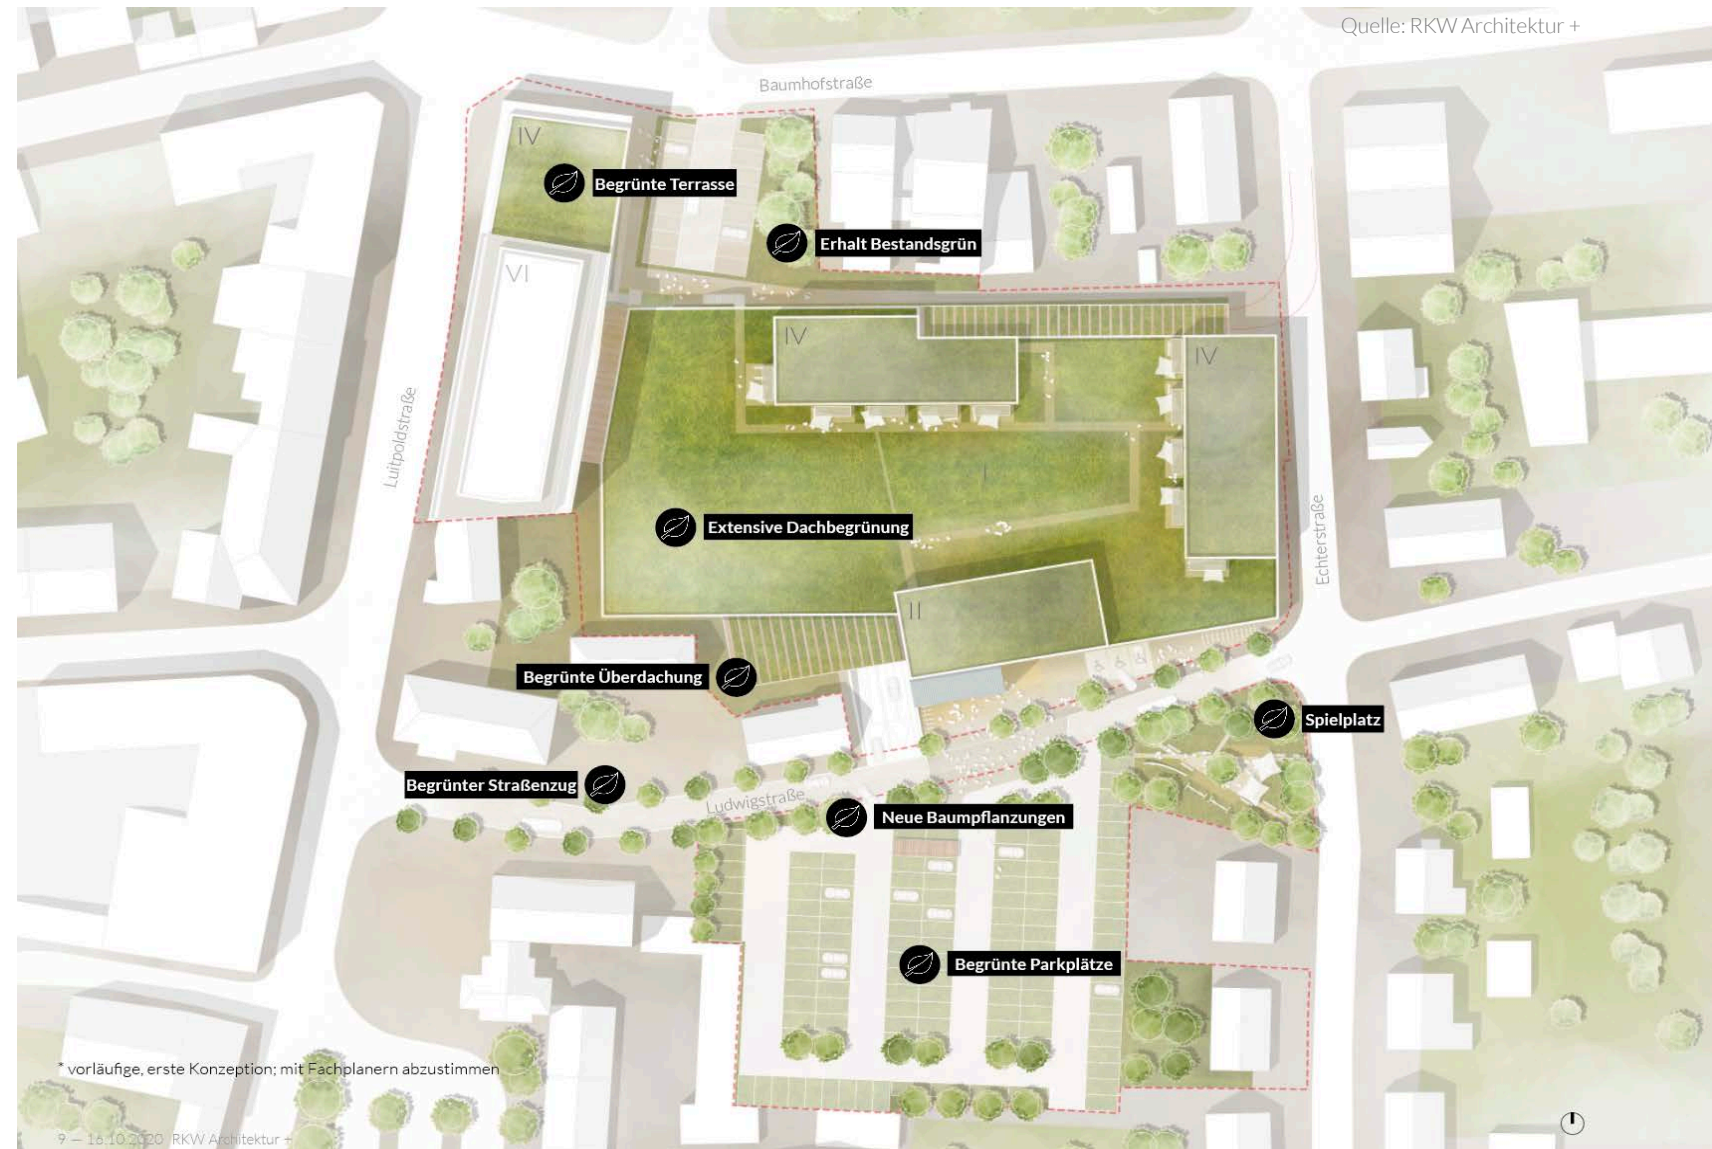 Quelle: RKW Architektur +
Baumhofstraße
IV
Begrünte Terrasse
Erhalt Bestandsgrün
VI
IV
IV
Luitpoldstraße
I
Extensive Dachbegrünung
Echterstraße
II
Begrünte Überdachung
Spielplatz
Begrünter Straßenzug
Ludwigstraße
Neue Baumpflanzungen
Begrünte Parkplätze
* vorläufige, erste Konzeption; mit Fachplanern abzustimmen
9 — 16.10.2020 RKW Architektur +